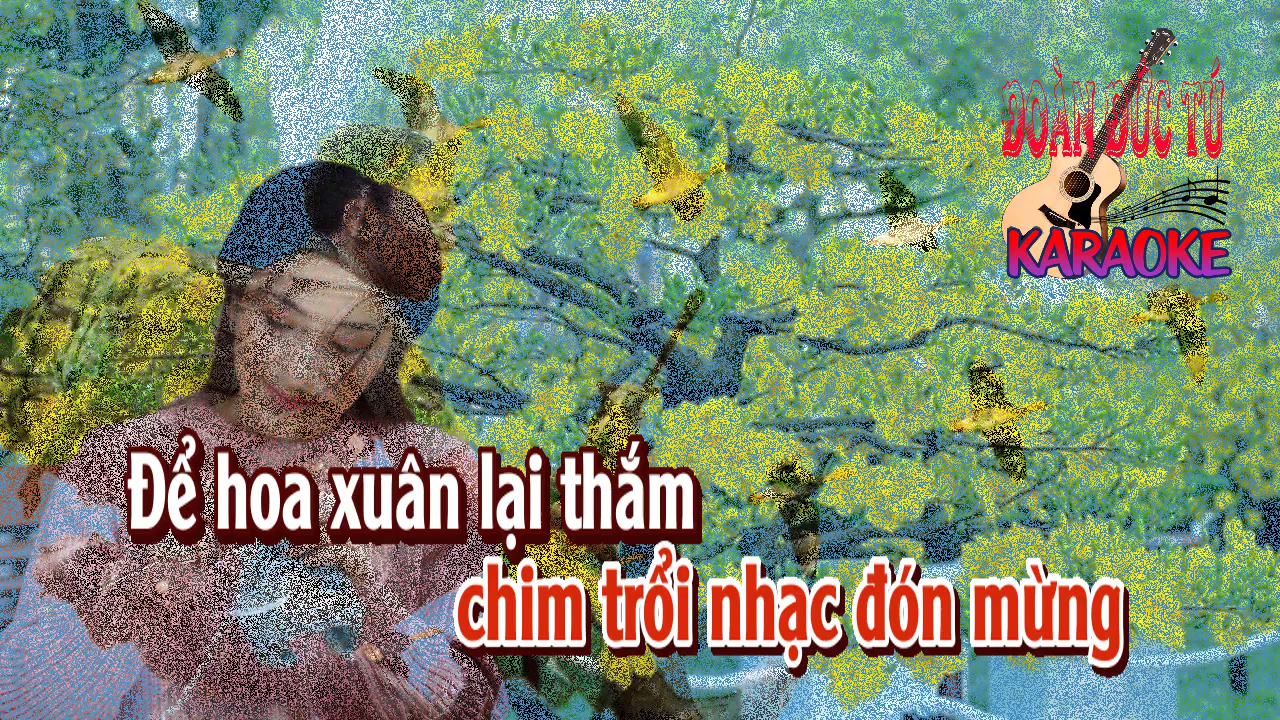 ĐOÀN ĐỨC TÚ
KARAOKE
Để hoa xuân lại thắm
chim trổi nhạc đón mừng